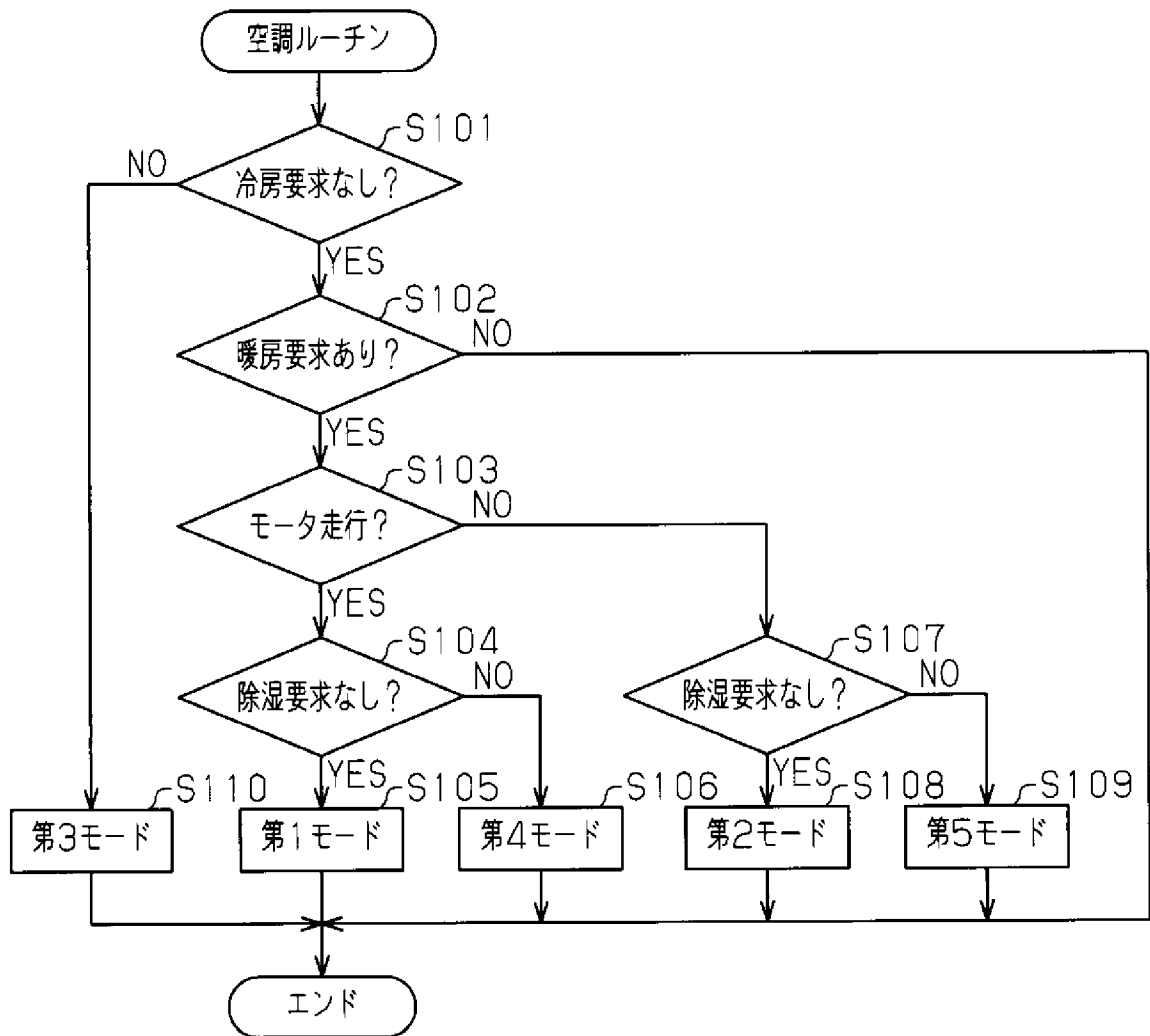 空調ルーチン
S101
NO
冷房要求なし?
YES
S102
NO
暖房要求あり?
YES
S103
NO
モータ走行?
YES
S104
NO
除湿要求なし?
S107
NO
除湿要求なし?
YES
YES
S110
S105
S106
S108
S109
第3モード
第1モード
第4モード
第2モード
第5モード
エンド